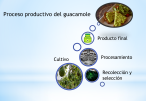 Proceso productivo del guacamole
Producto final
Cultivo
Procesamiento
Recolección y
selección